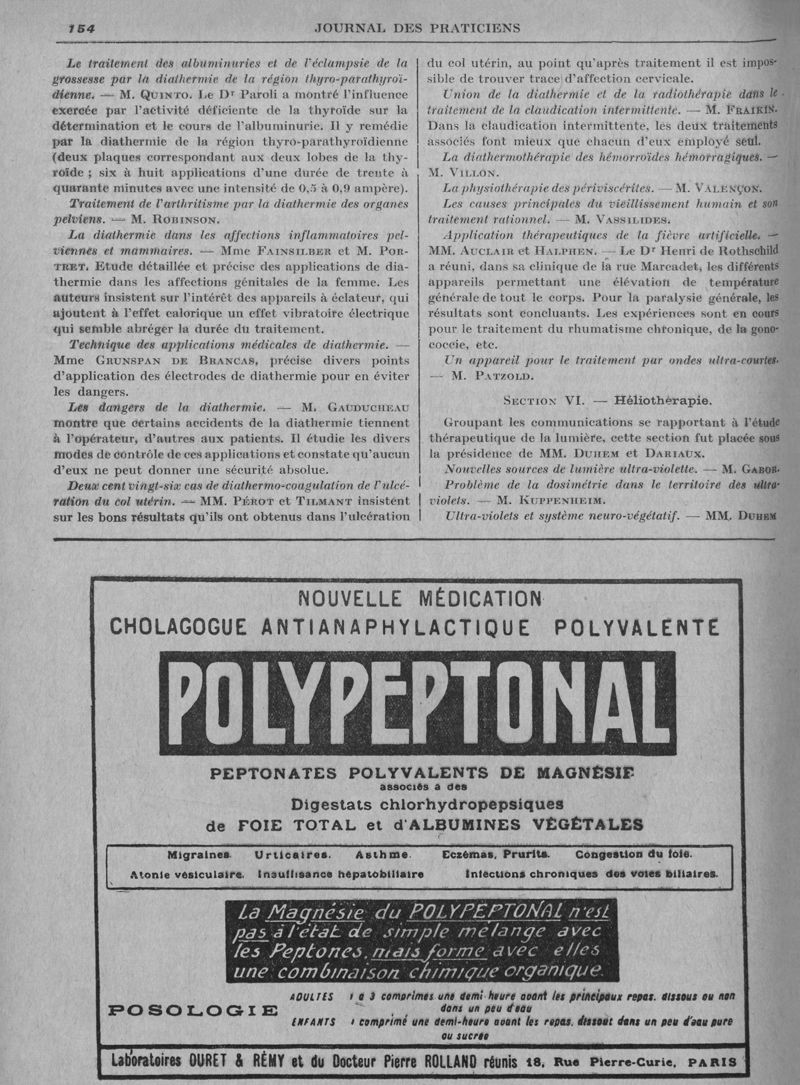 154
JOURNAL DES PRATICIENS
Le traitement des albuminuries et de l'éclampsie de la
grossesse par la diathermie de la région thyro-parathyroï-
dienne. — M. QUINTO. Le Dr Paroli a montré l'influence
exercée par l'activité déficiente de la thyroïde sur la
détermination et le cours de l'albuminurie. Il y remédie
par la diathermie de la région thyro-parathyroïdienne
(deux plaques correspondant aux deux lobes de la thy-
roïde ; six à huit applications d'une durée de trente à
quarante minutes avec une intensité de 0,5 à 0,9 ampère).
Traitement de l'arthritisme par la diathermie des organes
pelviens. — M. ROBINSON.
La diathermie dans les affections inflammatoires pel-
viennes et mammaires. — Mme FAINSILBER et M. POR-
TRET. Etude détaillée et précise des applications de dia-
thermie dans les affections génitales de la femme. Les
auteurs insistent sur l'intérêt des appareils à éclateur, qui
ajoutent à l'effet calorique un effet vibratoire électrique
qui semble abréger la durée du traitement.
Technique des applications médicales de diathermie. —
Mme GRUNSPAN DE BRANCAS, précise divers points
d'application des électrodes de diathermie pour en éviter
les dangers.
Les dangers de la diathermie. — M. GAUDUCHEAU
montre que certains accidents de la diathermie tiennent
à l'opérateur, d'autres aux patients. Il étudie les divers
modes de contrôle de ces applications et constate qu'aucun
d'eux ne peut donner une sécurité absolue.
Deux cent vingt-six cas de diathermo-coagulation de l'ulcé-
ration du col utérin. — MM. PÉROT et TILMANT insistent
sur les bons résultats qu'ils ont obtenus dans l'ulcération
du col utérin, au point qu'après traitement il est impos-
sible de trouver trace d'affection cervicale.
Union de la diathermie et de la radiothérapie dans le
traitement de la claudication intermittente. — M. FRAIKIN.
Dans la claudication intermittente, les deux traitements
associés font mieux que chacun d'eux employé seul.
La diathermothérapie des hémorroïdes hémorragiques. —
M. VILLON.
La physiothérapie des périviscérites. — M. VALENÇON.
Les causes principales du vieillissement humain et son
traitement rationnel. — M. VASSILIDES.
Application thérapeutiques de la fièvre artificielle. —
MM. AUCLAIR et HALPHEN. — Le Dr Henri de Rothschild
a réuni, dans sa clinique de la rue Marcadet, les différents
appareils permettant une élévation de température
générale de tout le corps. Pour la paralysie générale, les
résultats sont concluants. Les expériences sont en cours
pour le traitement du rhumatisme chronique, de la gono-
coccie, etc.
Un appareil pour le traitement par ondes ultra-courtes.
— M. PATZOLD.
SECTION VI. — Héliothérapie.
Groupant les communications se rapportant à l'étude
thérapeutique de la lumière, cette section fut placée sous
la présidence de MM. DUHEM et DARIAUX.
Nouvelles sources de lumière ultra-violette. — M. GABOR.
Problème de la dosimétrie dans le territoire des ultra-
violets. — M. KUPPENHEIM.
Ultra-violets et système neuro-végétatif. — MM. DUHEM
NOUVELLE MÉDICATION
CHOLAGOGUE ANTIANAPHYLACTIQUE POLYVALENTE
POLYPEPTONAL
PEPTONATES POLYVALENTS DE MAGNÉSIE
associés a des
Digestats chlorhydropepsiques
de FOIE TOTAL et d'ALBUMINES VÉGÉTALES
Migraines. Urticaires. Asthme. Eczémas, Prurits. Congestion du foie.
Atonie vésiculaire. Insuffisance hépatobiliaire Infections chroniques des voies biliaires.
La Magnésie du POLYPEPTONAL n'est
pas à l'état de simple mélange avec
les Peptones, mais forme avec elles
une combinaison chimique organique.
POSOLOGIE
ADULTES 1 a 3 comprimes une demi heure avant les principaux repas. dissous ou non
dans un peu d'eau
ENFANTS 1 comprimé une demi-heure avant les repas, dissout dans un peu d'eau pure
ou sucree
Laboratoires OURET & RÉMY et du Docteur Pierre ROLLAND réunis 18, Rue Pierre-Curie, PARIS